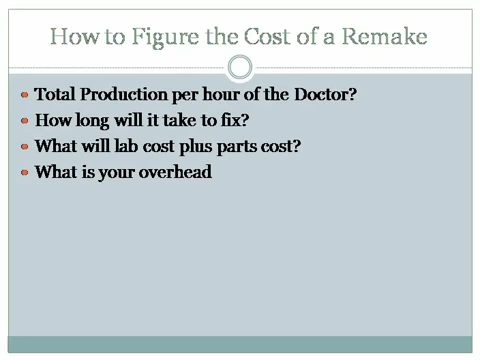 How to Figure the Cost of a Remake
Total Production per hour of the Doctor?
How long will it take to fix?
What will lab cost plus parts cost?
What is your overhead